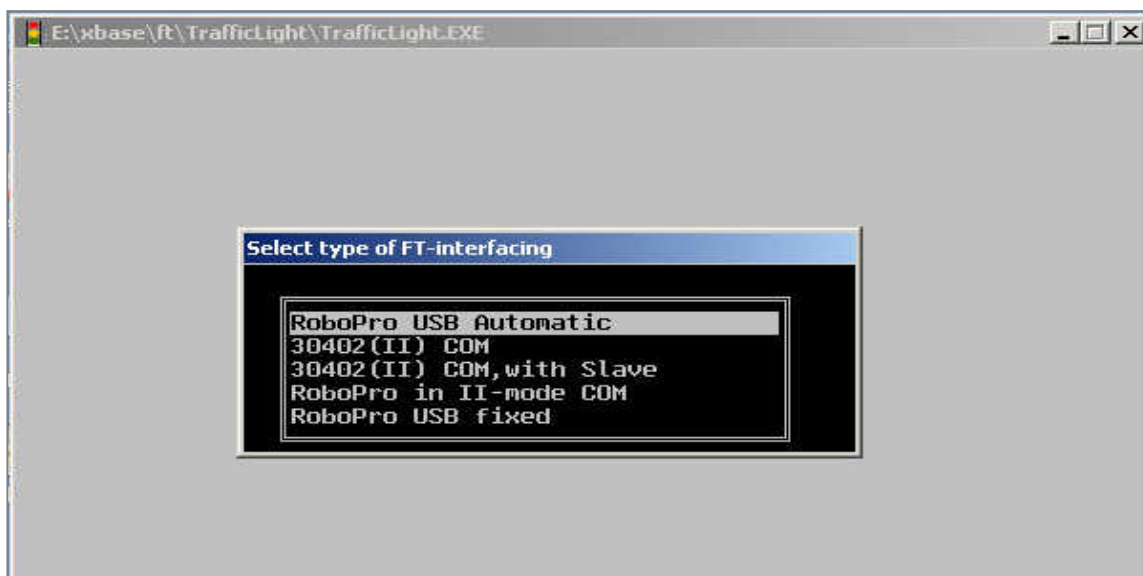 E:\xbase\ft\TrafficLight\TrafficLight.EXE
Select type of FT-interfacing
RoboPro USB Automatic
30402(II) COM
30402(II) COM,with Slave
RoboPro in II-mode COM
RoboPro USB fixed